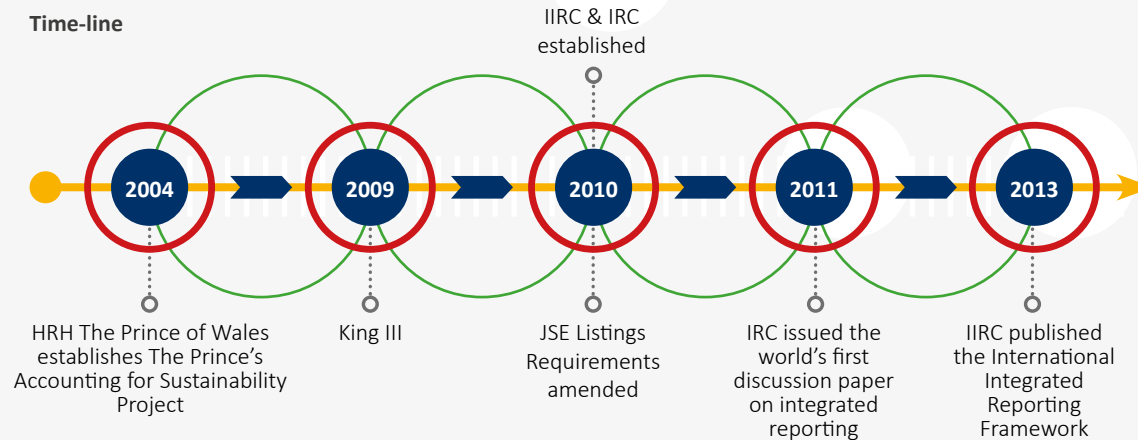 Time-line
IIRC & IRC
established
2004
2009
2010
2011
2013
HRH The Prince of Wales
establishes The Prince’s
Accounting for Sustainability
Project
King III
JSE Listings
Requirements
amended
IRC issued the
world’s first
discussion paper
on integrated
reporting
IIRC published
the International
Integrated
Reporting
Framework